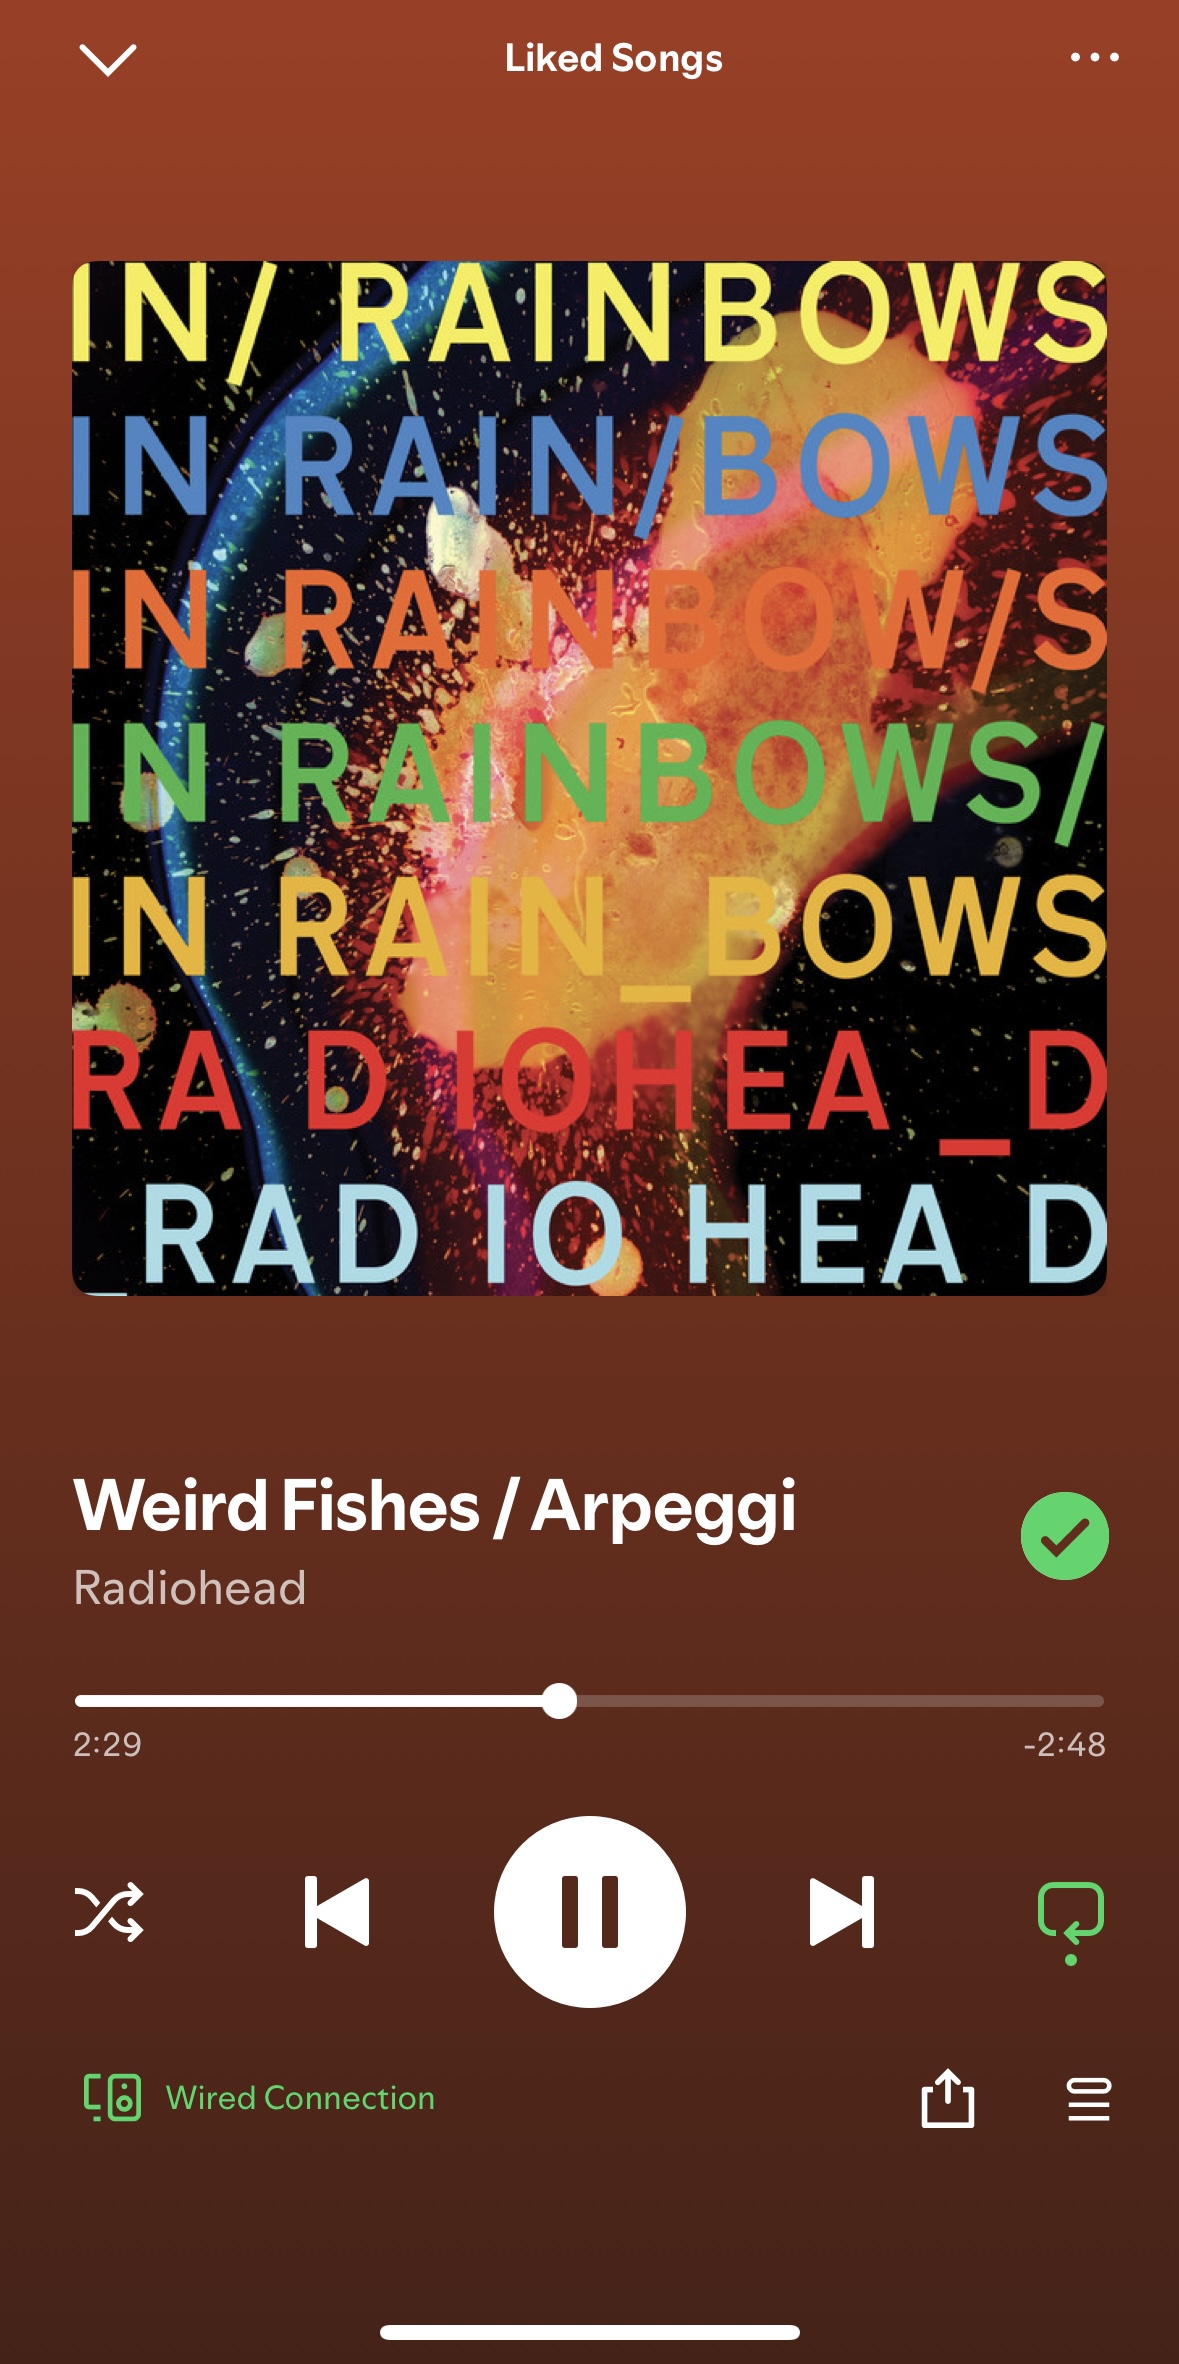 Liked Songs
IN/ RAINBOWS
IN RAIN/BOWS
IN RAINBOW/S
IN RAINBOWS/
IN RAIN_BOWS
RA D IOHEA_D
_RAD IO HEA D
Weird Fishes / Arpeggi
Radiohead
2:29
-2:48
Wired Connection